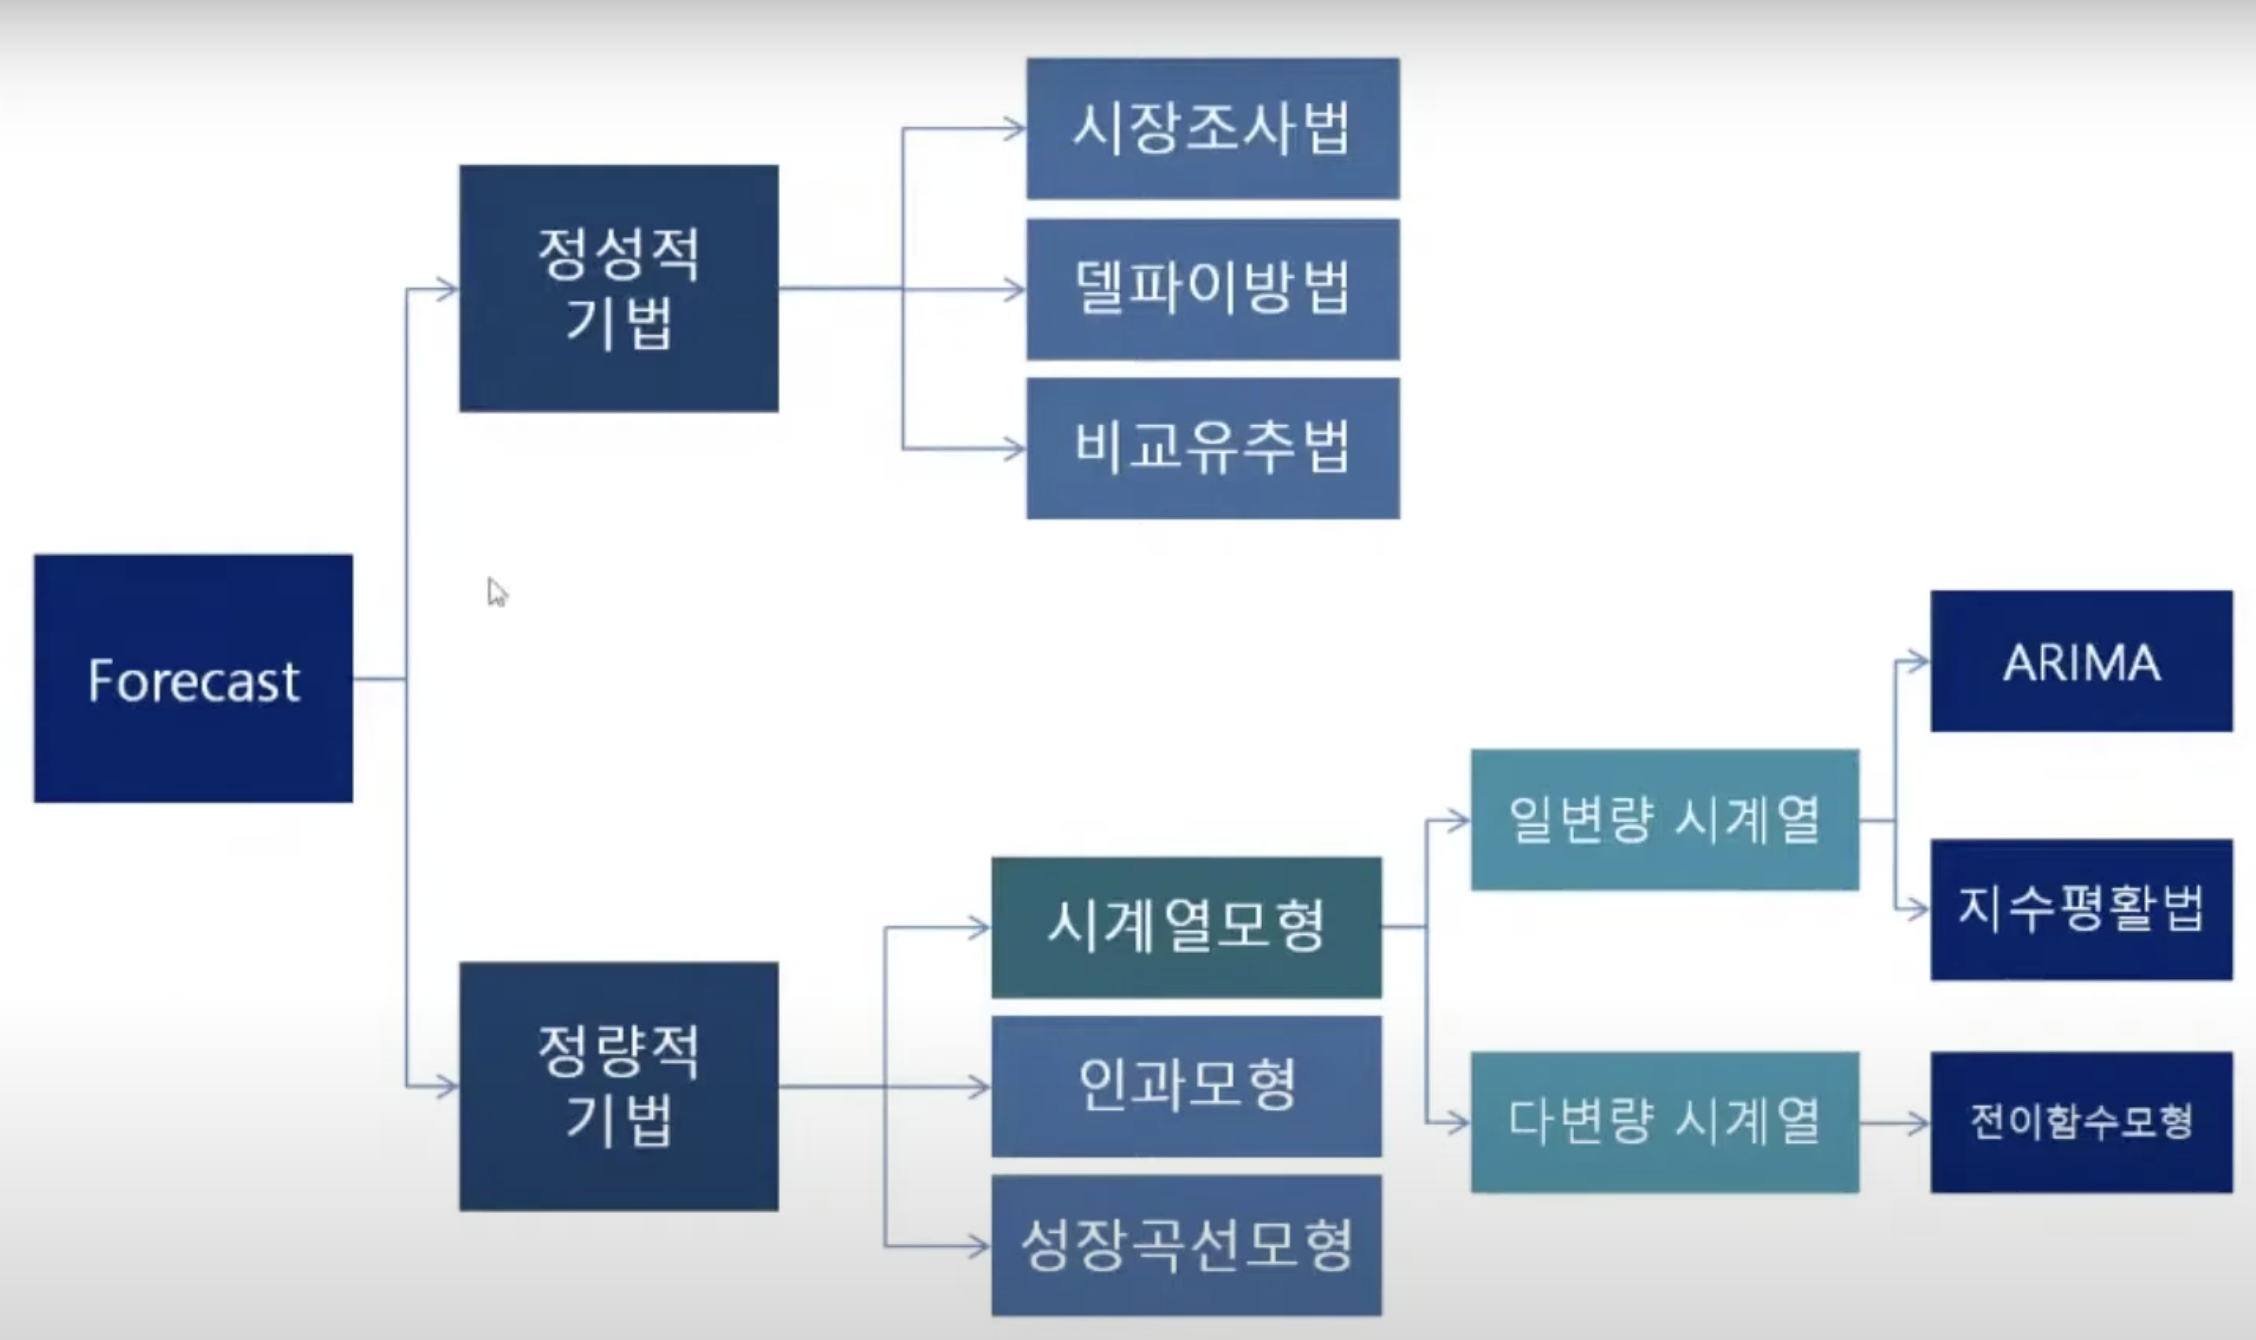 Forecast
정성적
기법
시장조사법
델파이방법
비교유추법
정량적
기법
시계열모형
인과모형
성장곡선모형
일변량 시계열
다변량 시계열
ARIMA
지수평활법
전이함수모형